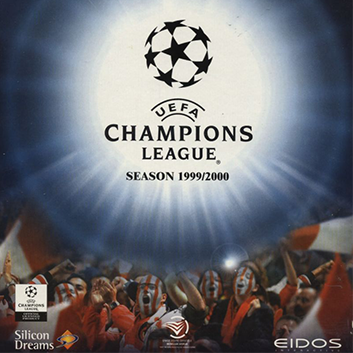 UEFA
CHAMPIONS
LEAGUE®
SEASON 1999/2000
UEFA
CHAMPIONS
LEAGUE
Silicon
Dreams
EIDOS